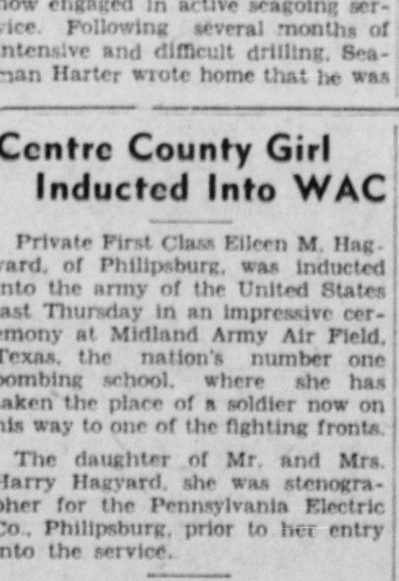 now engaged in active seagoing ser-
vice. Following several months of
intensive and difficult drilling, Sea-
man Harter wrote home that he was
Centre County Girl
Inducted Into WAC
Private First Class Eileen M. Hag-
yard, of Philipsburg, was inducted
into the army of the United States
last Thursday in an impressive cer-
emony at Midland Army Air Field,
Texas, the nation's number one
bombing school, where she has
taken the place of a soldier now on
his way to one of the fighting fronts.
The daughter of Mr. and Mrs.
Harry Hagyard, she was stenogra-
pher for the Pennsylvania Electric
Co., Philipsburg, prior to her entry
into the service.